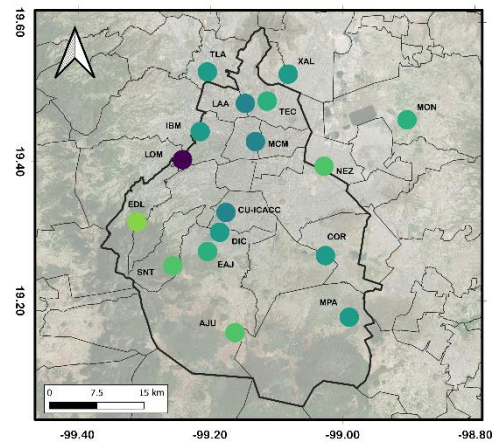 19.60
19.40
19.20
TLA
XAL
LAA
TEC
MON
IBM
MCM
LOM
NEZ
EDL
CU-ICACC
DIC
COR
EAJ
SNT
MPA
AJU
0 7.5 15 km
-99.40 -99.20 -99.00 -98.80